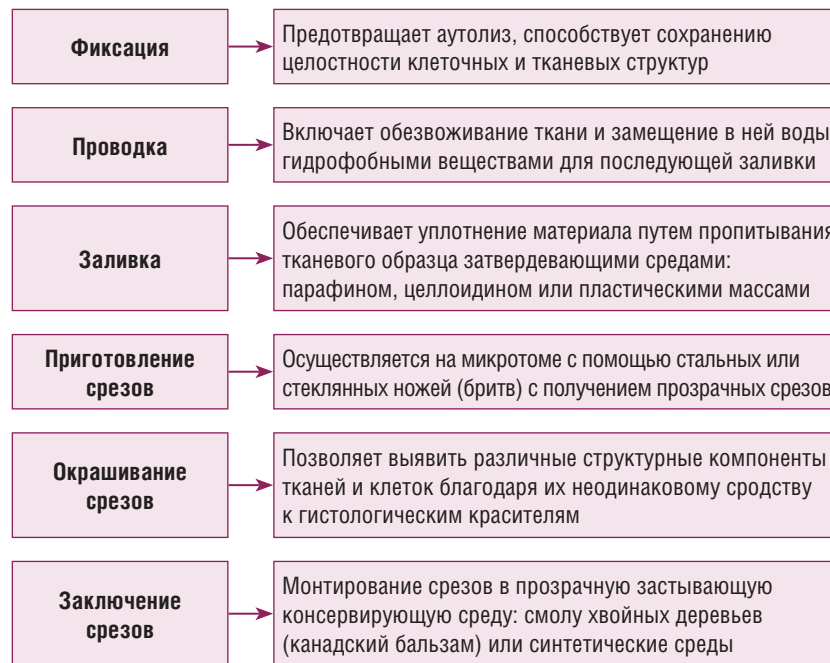 Фиксация
Предотвращает аутолиз, способствует сохранению
целостности клеточных и тканевых структур
Проводка
Включает обезвоживание ткани и замещение в ней воды
гидрофобными веществами для последующей заливки
Заливка
Обеспечивает уплотнение материала путем пропитывания
тканевого образца затвердевающими средами:
парафином, целлоидином или пластическими массами
Приготовление
срезов
Осуществляется на микротоме с помощью стальных или
стеклянных ножей (бритв) с получением прозрачных срезов
Окрашивание
срезов
Позволяет выявить различные структурные компоненты
тканей и клеток благодаря их неодинаковому сродству
к гистологическим красителям
Заключение
срезов
Монтирование срезов в прозрачную застывающую
консервирующую среду: смолу хвойных деревьев
(канадский бальзам) или синтетические среды